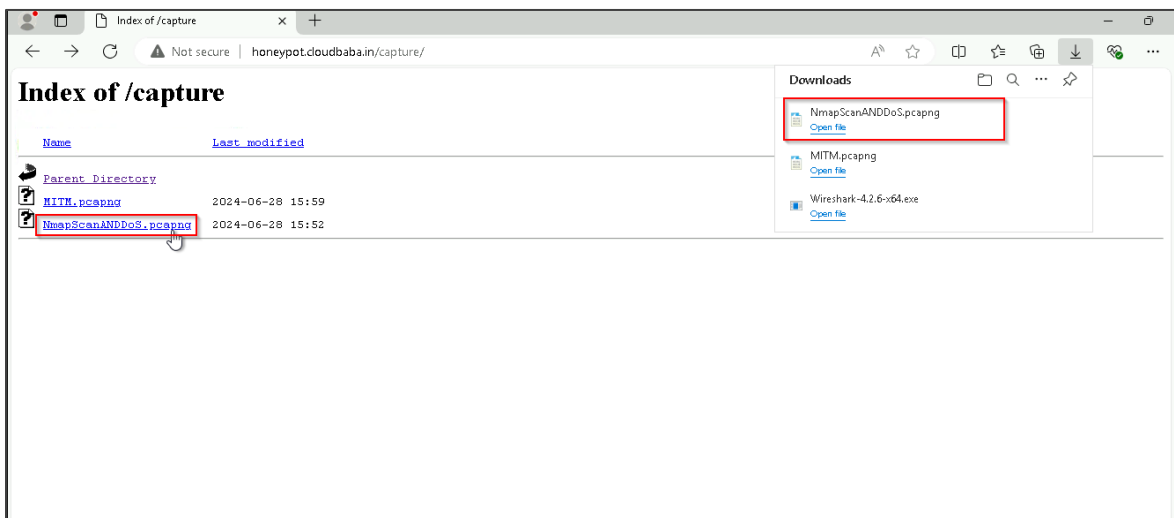 Index of /capture
Not secure | honeypot.cloudbaba.in/capture/
Index of /capture
Name Last modified
Parent Directory
MITM.pcapng 2024-06-28 15:59
NmapScanANDDoS.pcapng 2024-06-28 15:52
Downloads
NmapScanANDDoS.pcapng
Open file
MITM.pcapng
Open file
Wireshark-4.2.6-x64.exe
Open file